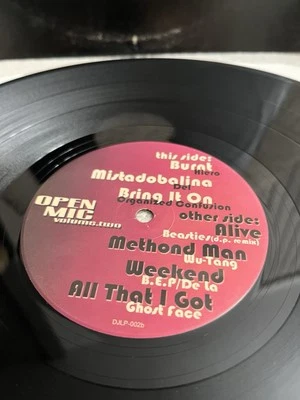 this side:
Burnt
Hiero
Mistadobalina
Del
Bring It On
Organized Confusion
OPEN
MIC
volume.two
other side:
Alive
Beasties(d.p. remix)
Methond Man
Wu-Tang
Weekend
B.E.P/De La
All That I Got
Ghost Face
DJLP-002b